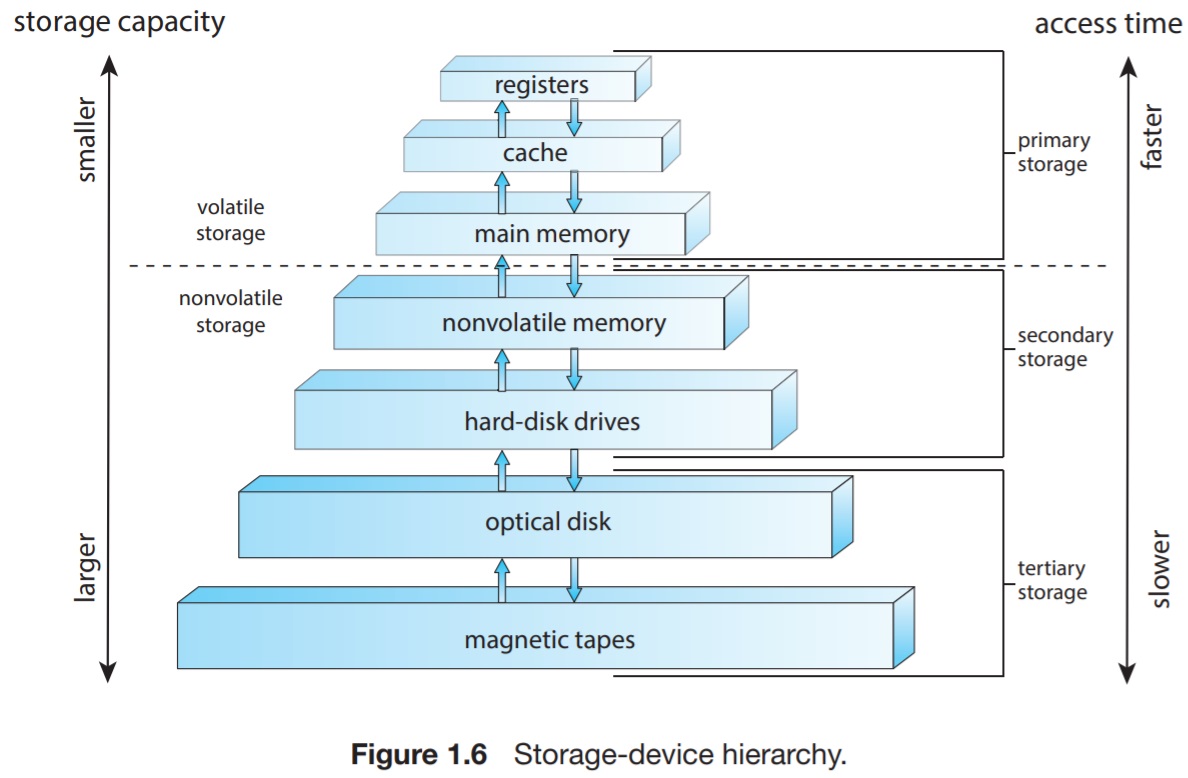 storage capacity
access time
smaller
registers
cache
primary
storage
faster
volatile
storage
main memory
nonvolatile
storage
nonvolatile memory
secondary
storage
hard-disk drives
larger
optical disk
tertiary
storage
slower
magnetic tapes
Figure 1.6 Storage-device hierarchy.